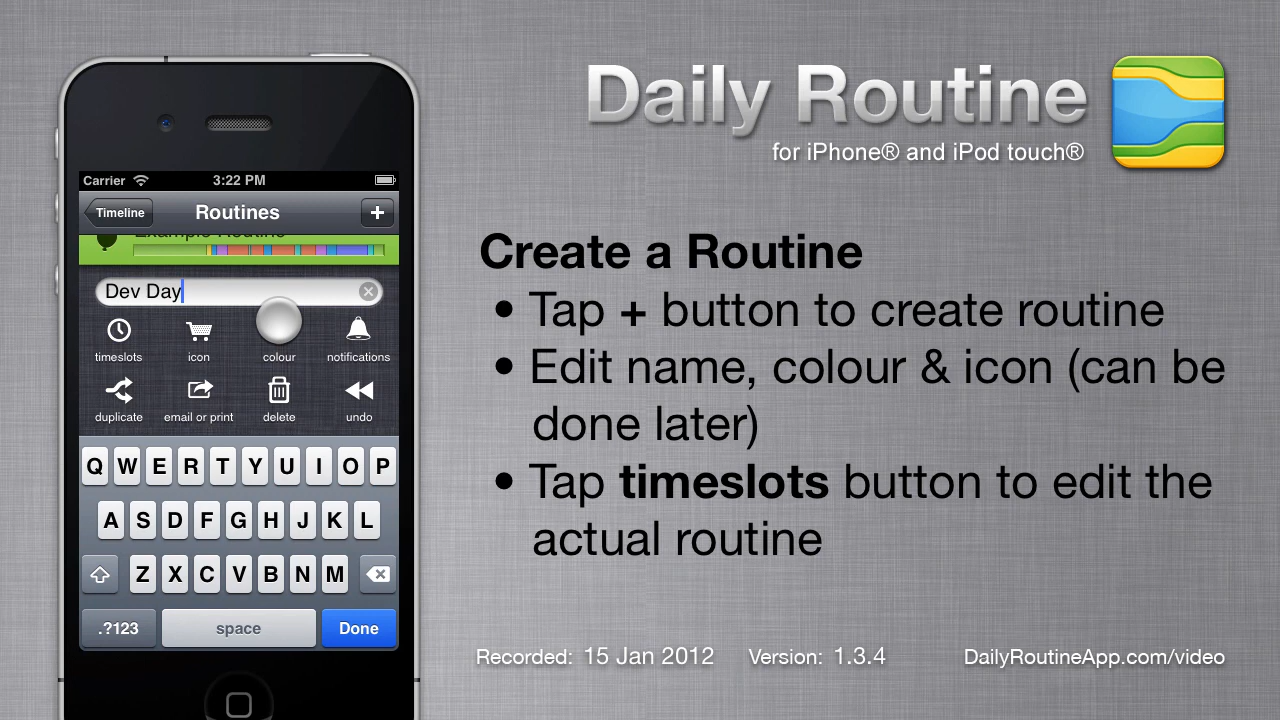 Daily Routine
for iPhone® and iPod touch®
Carrier 3:22 PM
Timeline Routines +
Example Routine
Dev Day
timeslots icon colour notifications
duplicate email or print delete undo
Q W E R T Y U I O P
A S D F G H J K L
Z X C V B N M
.?123 space Done
Create a Routine
• Tap + button to create routine
• Edit name, colour & icon (can be
done later)
• Tap timeslots button to edit the
actual routine
Recorded: 15 Jan 2012 Version: 1.3.4 DailyRoutineApp.com/video